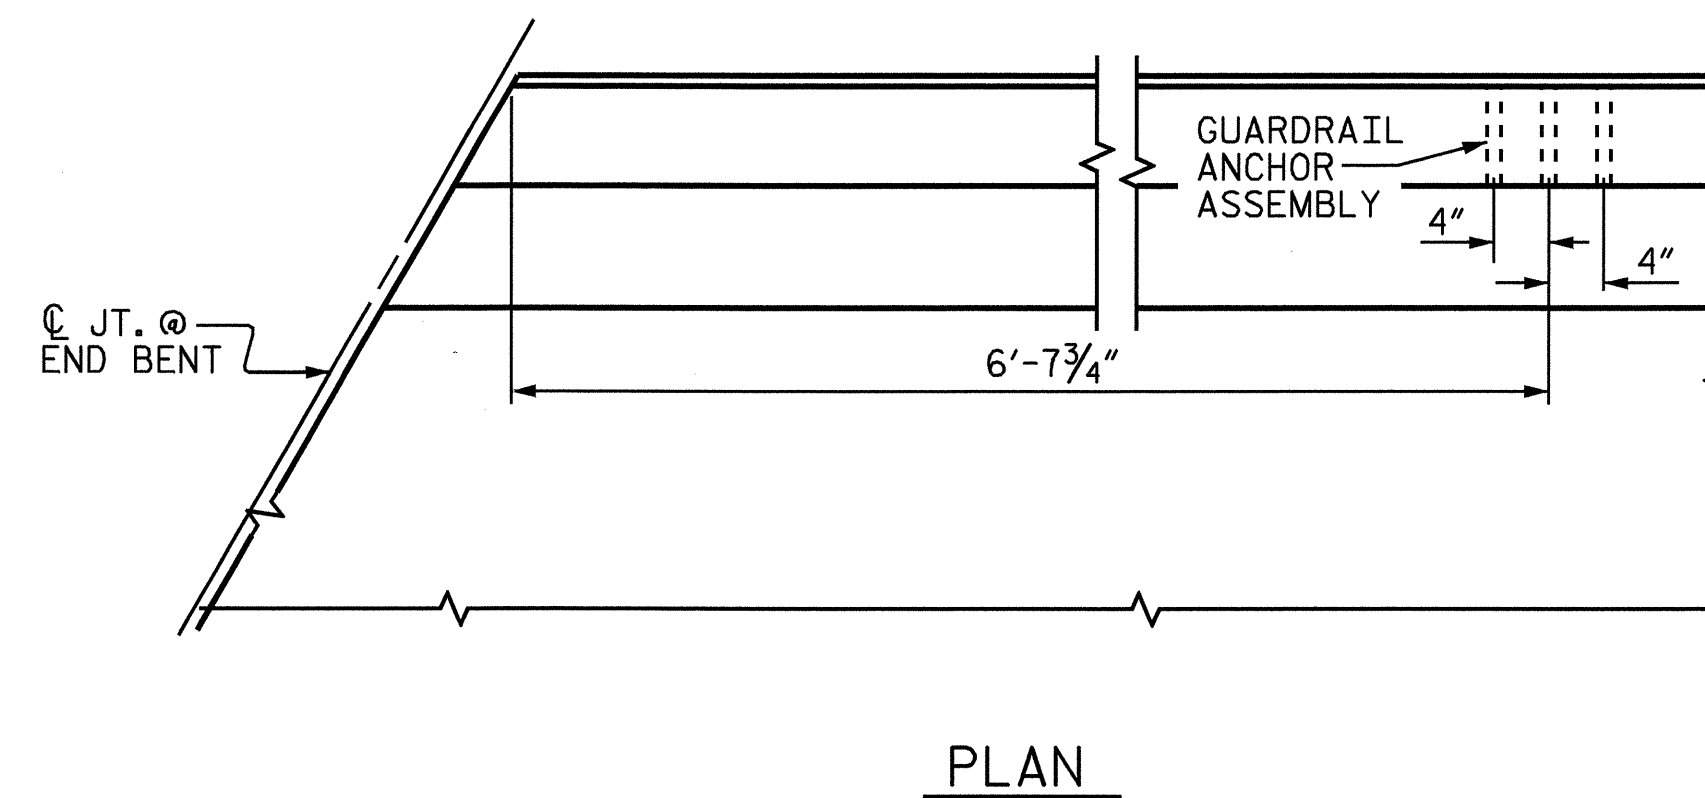 GUARDRAIL
ANCHOR
ASSEMBLY
4"
4"
℄ JT. @
END BENT
6'-7¾"
PLAN